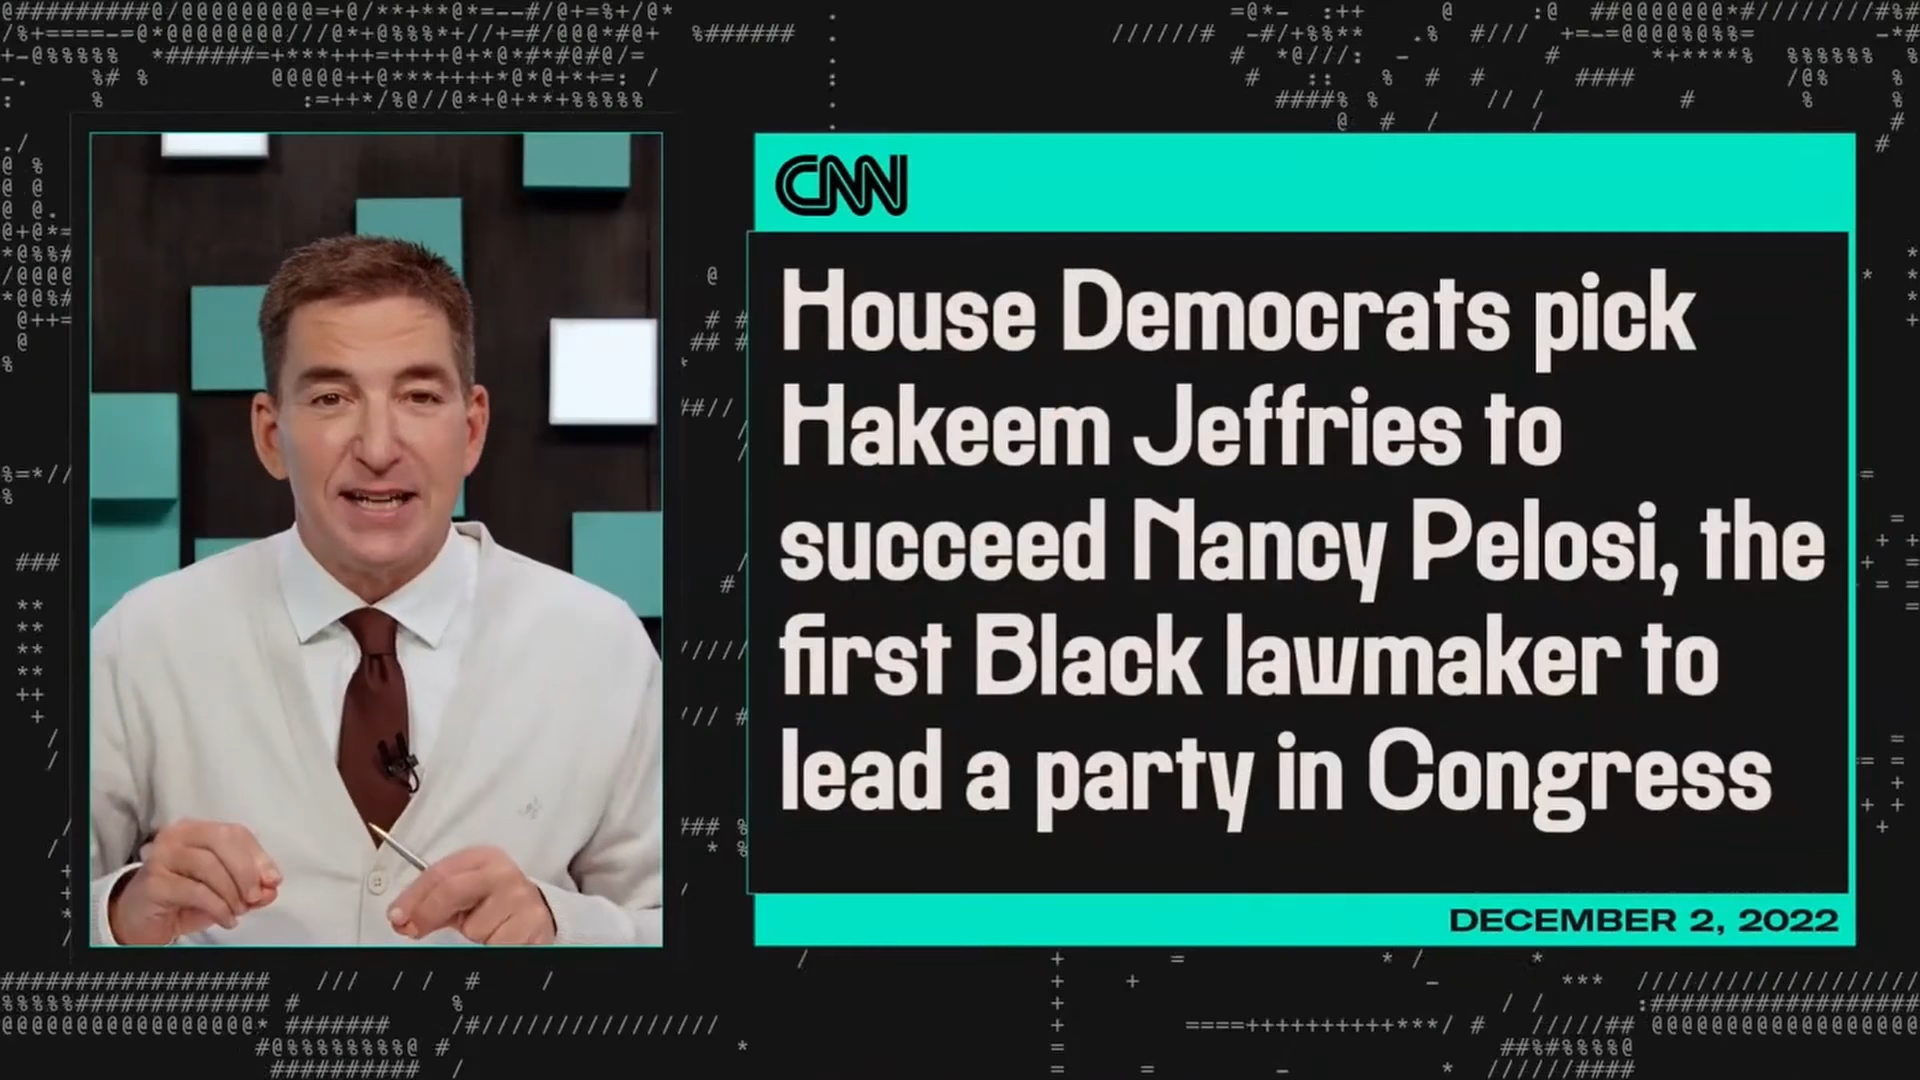 CNN
House Democrats pick
Hakeem Jeffries to
succeed Nancy Pelosi, the
first Black lawmaker to
lead a party in Congress
DECEMBER 2, 2022